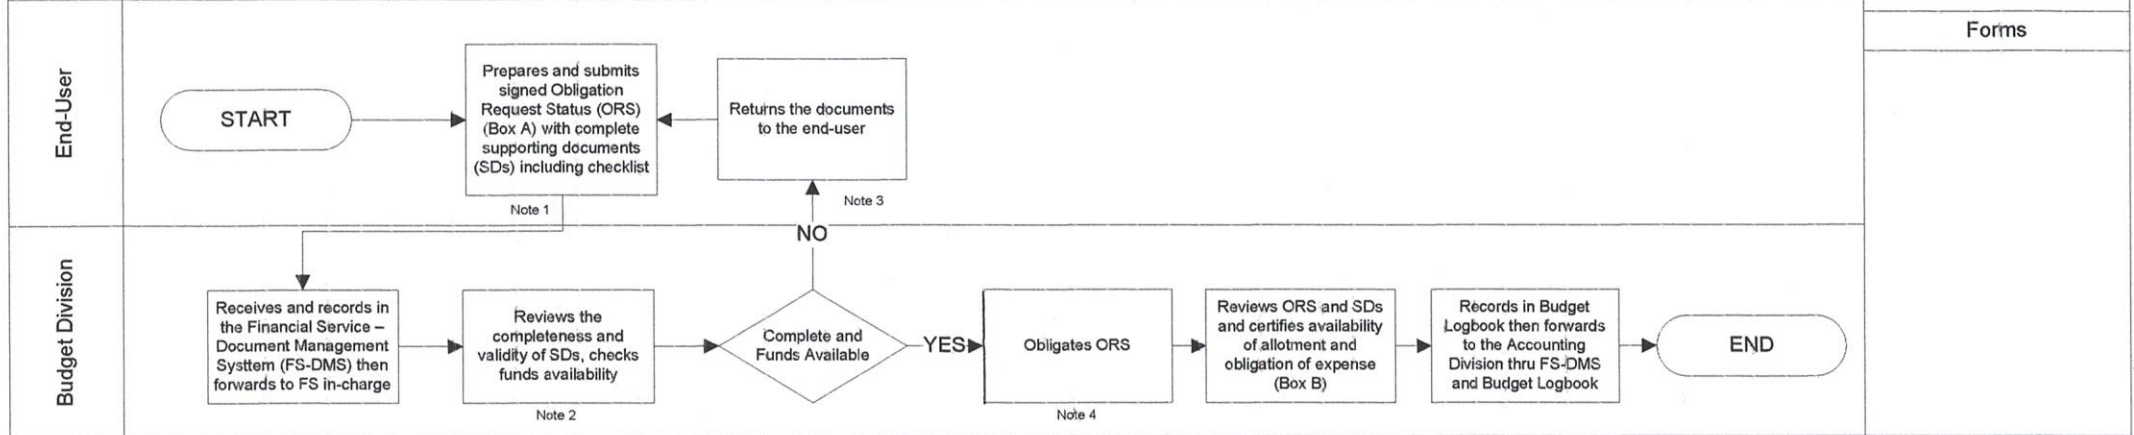 Forms
End-User
START
Prepares and submits
signed Obligation
Request Status (ORS)
(Box A) with complete
supporting documents
(SDs) including checklist
Note 1
Returns the documents
to the end-user
Note 3
Budget Division
Receives and records in
the Financial Service –
Document Management
Systtem (FS-DMS) then
forwards to FS in-charge
Reviews the
completeness and
validity of SDs, checks
funds availability
Note 2
Complete and
Funds Available
NO
YES
Obligates ORS
Note 4
Reviews ORS and SDs
and certifies availability
of allotment and
obligation of expense
(Box B)
Records in Budget
Logbook then forwards
to the Accounting
Division thru FS-DMS
and Budget Logbook
END